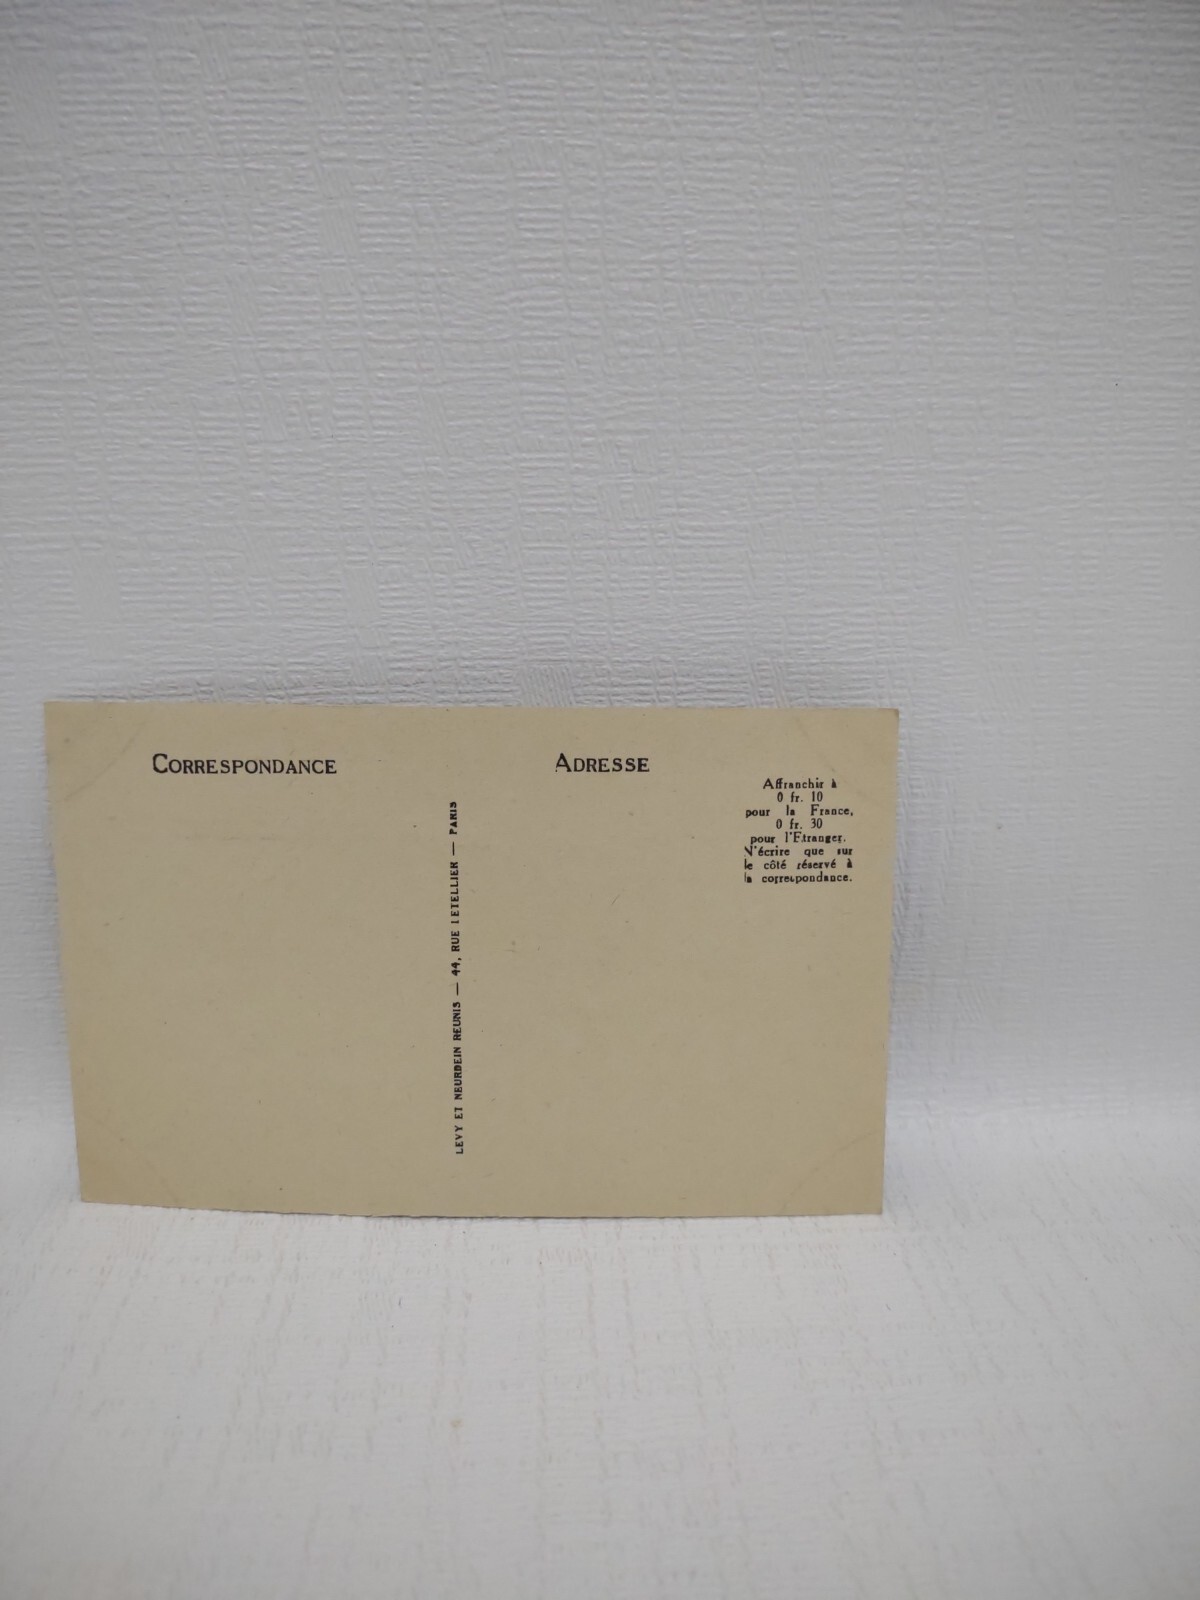 CORRESPONDANCE
ADRESSE
Affranchir à
0 fr. 10
pour la France,
0 fr. 30
pour l'Etranger.
N'écrire que sur
le côté réservé à
la correspondance.
LEVY ET NEURDEIN REUNIS — 44, RUE LETELLIER — PARIS